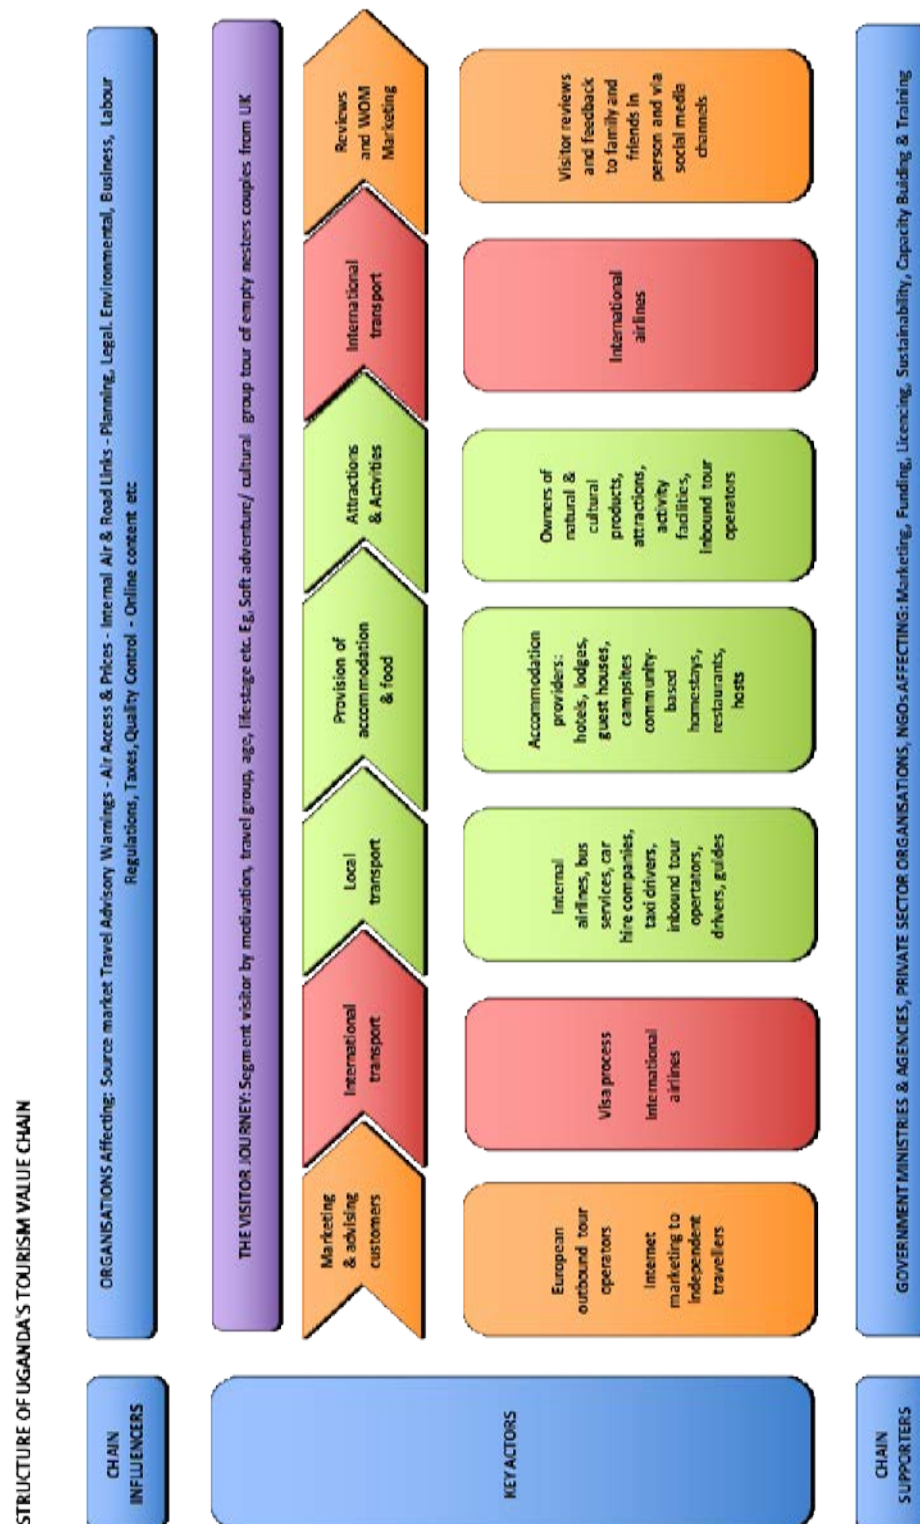 STRUCTURE OF UGANDA'S TOURISM VALUE CHAIN
CHAIN
INFLUENCERS
ORGANISATIONS Affecting: Source market Travel Advisory Warnings - Air Access & Prices - Internal Air & Road Links - Planning, Legal. Environmental, Business, Labour
Regulations, Taxes, Quality Control - Online content etc
KEY ACTORS
THE VISITOR JOURNEY: Segment visitor by motivation, travel group, age, lifestage etc. Eg, Soft adventure/ cultural group tour of empty nesters couples from UK
Marketing
& advising
customers
International
transport
Local
transport
Provision of
accommodation
& food
Attractions
& Actvities
International
transport
Reviews
and WOM
Marketing
European
outbound tour
operators
Internet
marketing to
independent
travellers
Visa process
International
airlines
Internal
airlines, bus
services, car
hire companies,
taxi drivers,
inbound tour
opertators,
drivers, guides
Accommodation
providers:
hotels, lodges,
guest houses,
campsites
community-
based
homestays,
restaurants,
hosts
Owners of
natural &
cultural
products,
attractions,
activity
facilities,
Inbound tour
operators
International
airlines
Visitor reviews
and feedback
to family and
friends in
person and via
social media
channels
CHAIN
SUPPORTERS
GOVERNMENT MINISTRIES & AGENCIES, PRIVATE SECTOR ORGANISATIONS, NGOs AFFECTING: Marketing, Funding, Licencing, Sustainability, Capacity Buiding & Training